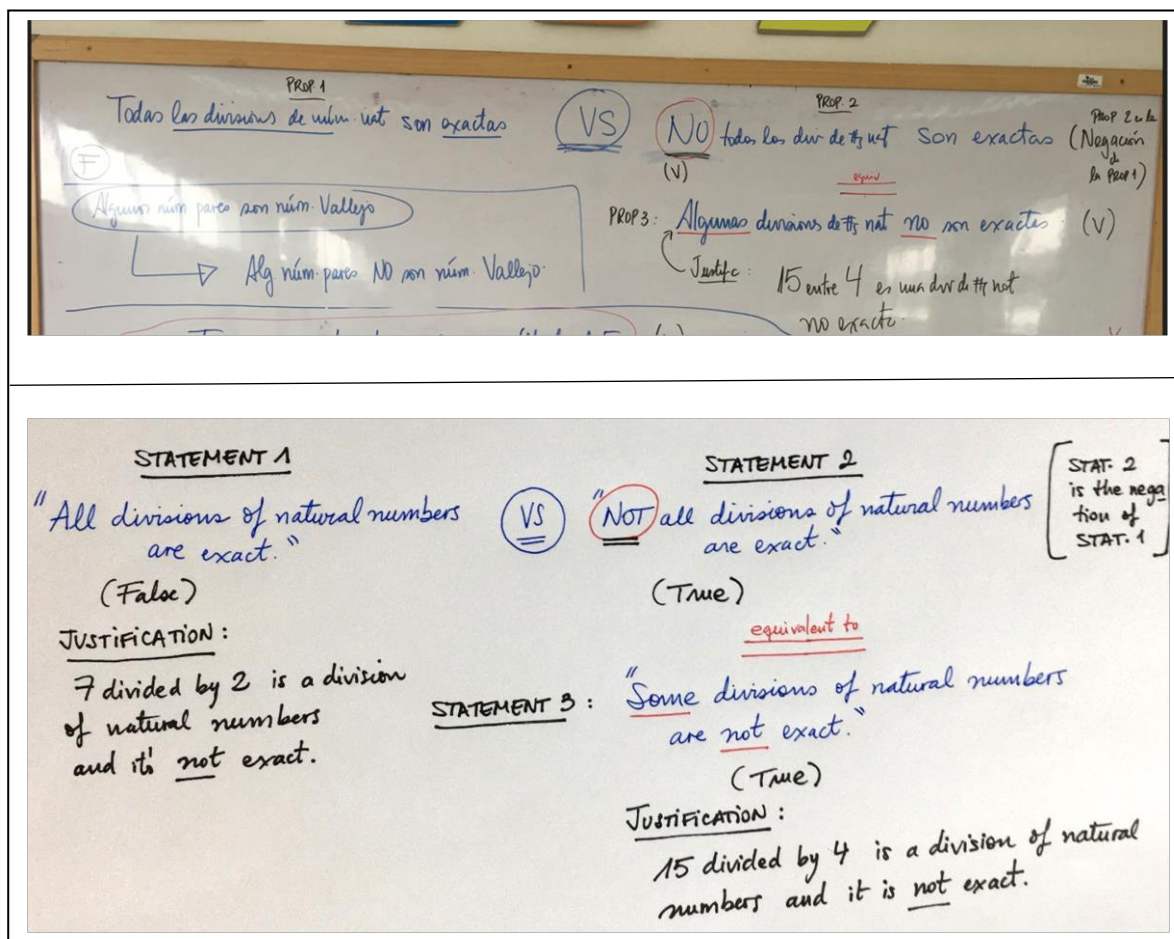 PROP 1
Todas las divisions de núm. nat son exactas
F
VS
PROP. 2
NO todas las div de #s nat son exactas
(V)
PROP 2 es la
(Negación
de
la PROP 1)
equiv.
Algunos núm pares son núm. Vallejo
Alg núm. pares NO son núm. Vallejo.
PROP 3: Algunas divisions de #s nat no son exactas (V)
Justific:
15 entre 4 es una div de #s nat
no exacta.
STATEMENT 1
"All divisions of natural numbers
are exact."
(False)
JUSTIFICATION:
7 divided by 2 is a division
of natural numbers
and it's not exact.
VS
STATEMENT 2
"NOT all divisions of natural numbers
are exact."
(True)
STAT. 2
is the nega
tion of
STAT. 1
equivalent to
STATEMENT 3: "Some divisions of natural numbers
are not exact."
(True)
JUSTIFICATION:
15 divided by 4 is a division of natural
numbers and it is not exact.